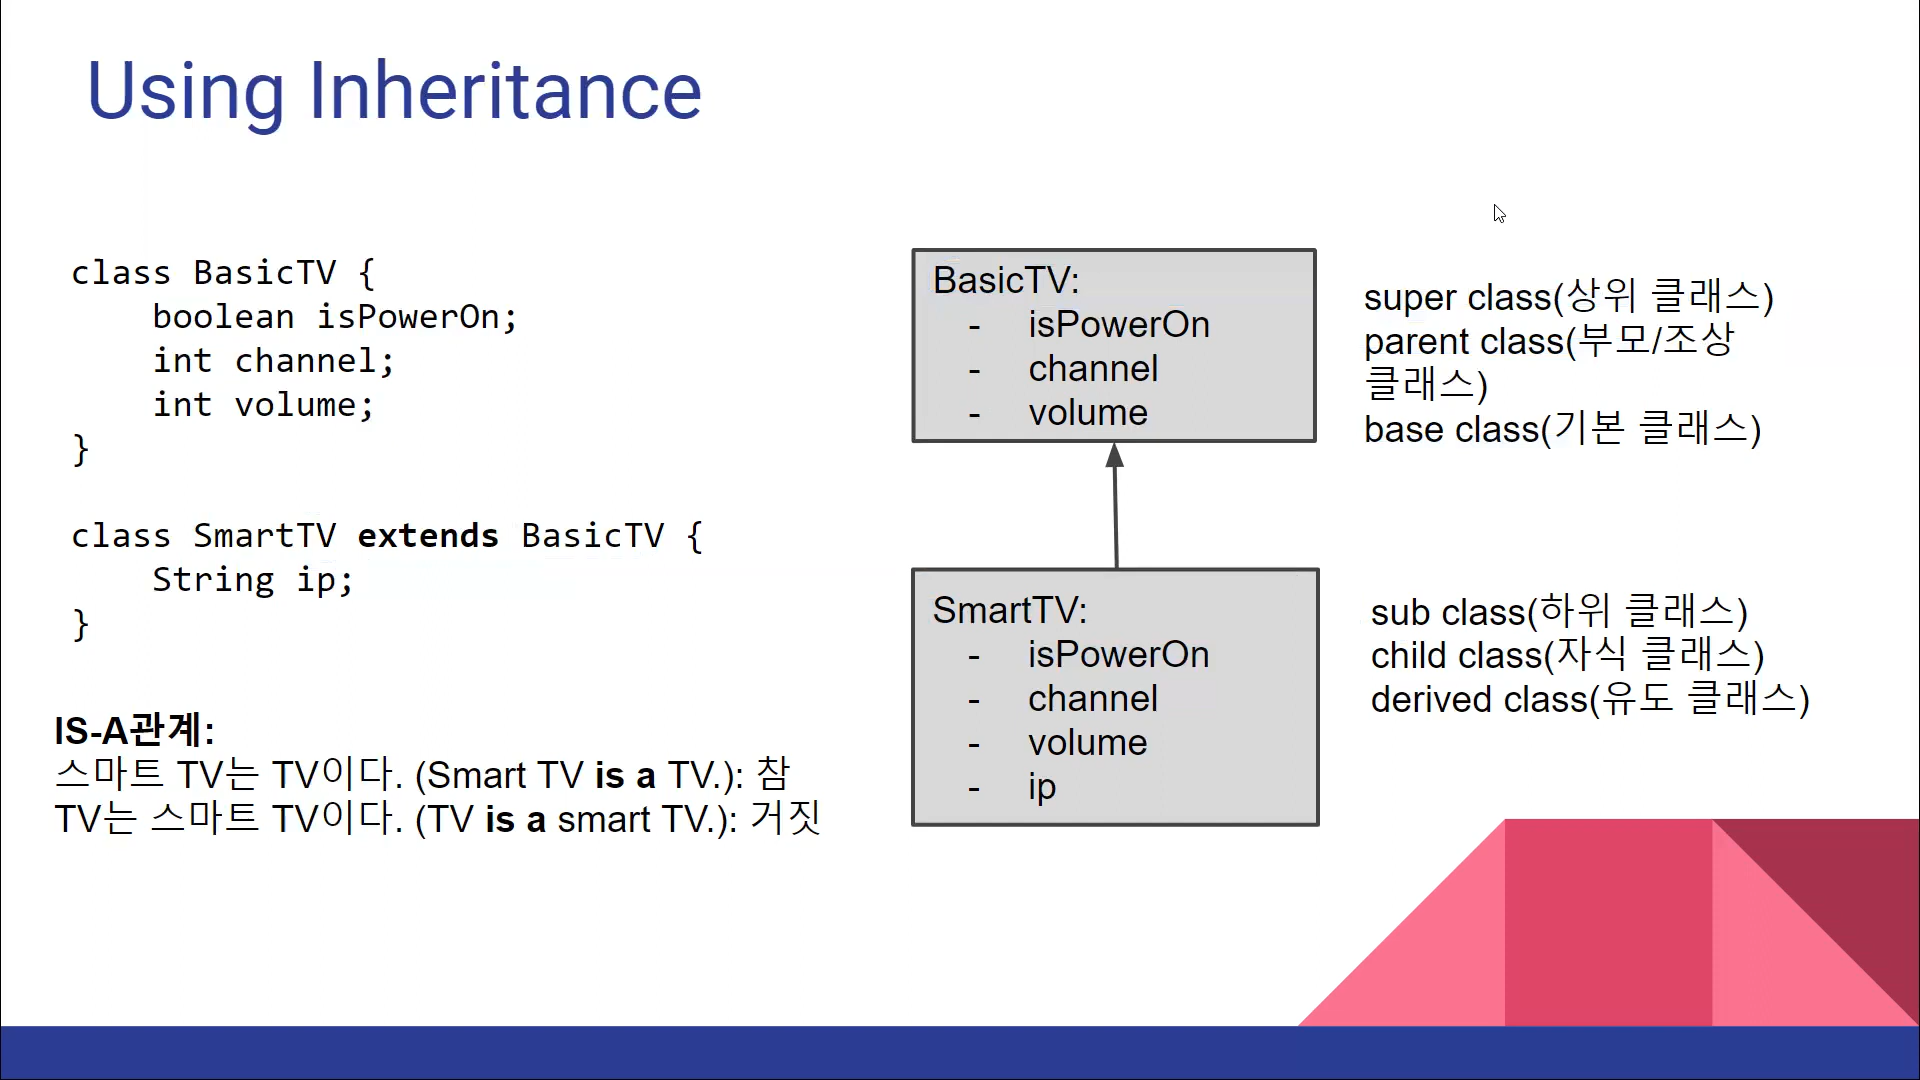 Using Inheritance
class BasicTV {
boolean isPowerOn;
int channel;
int volume;
}
class SmartTV extends BasicTV {
String ip;
}
IS-A관계:
스마트 TV는 TV이다. (Smart TV is a TV.): 참
TV는 스마트 TV이다. (TV is a smart TV.): 거짓
BasicTV:
- isPowerOn
- channel
- volume
super class(상위 클래스)
parent class(부모/조상
클래스)
base class(기본 클래스)
SmartTV:
- isPowerOn
- channel
- volume
- ip
sub class(하위 클래스)
child class(자식 클래스)
derived class(유도 클래스)